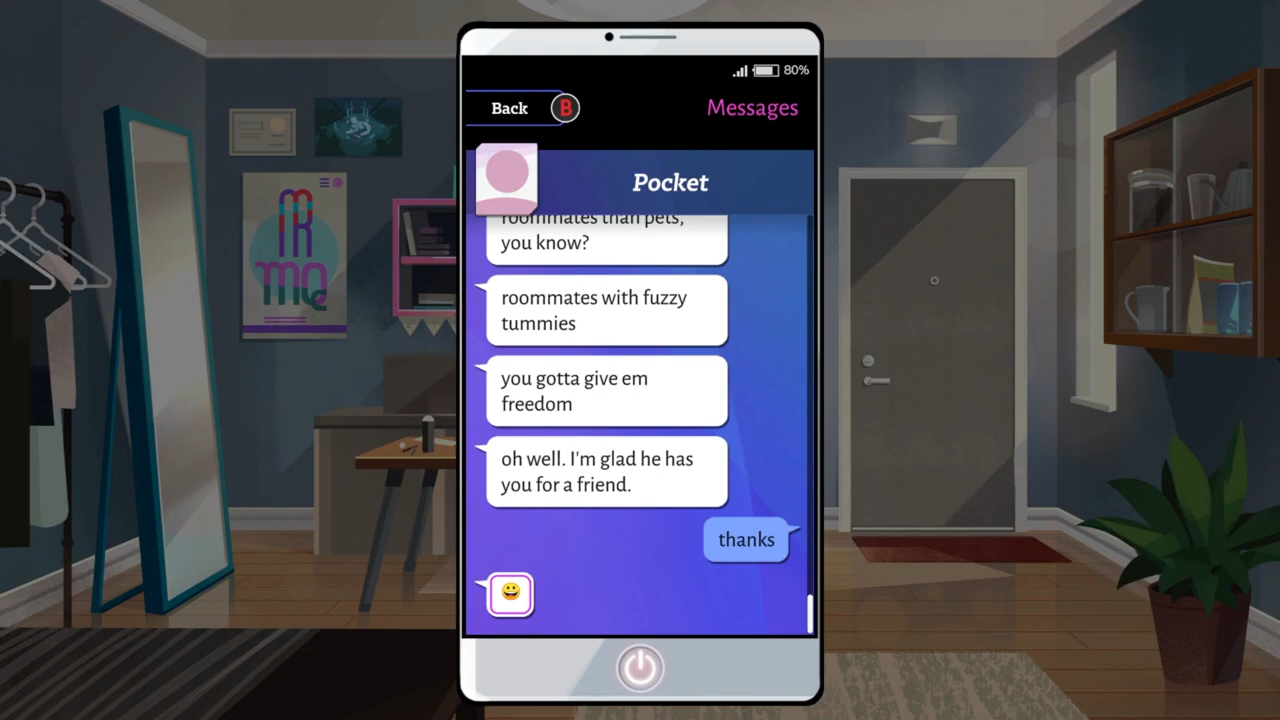 80%
Back B
Messages
Pocket
roommates than pets,
you know?
roommates with fuzzy
tummies
you gotta give em
freedom
oh well. I'm glad he has
you for a friend.
thanks